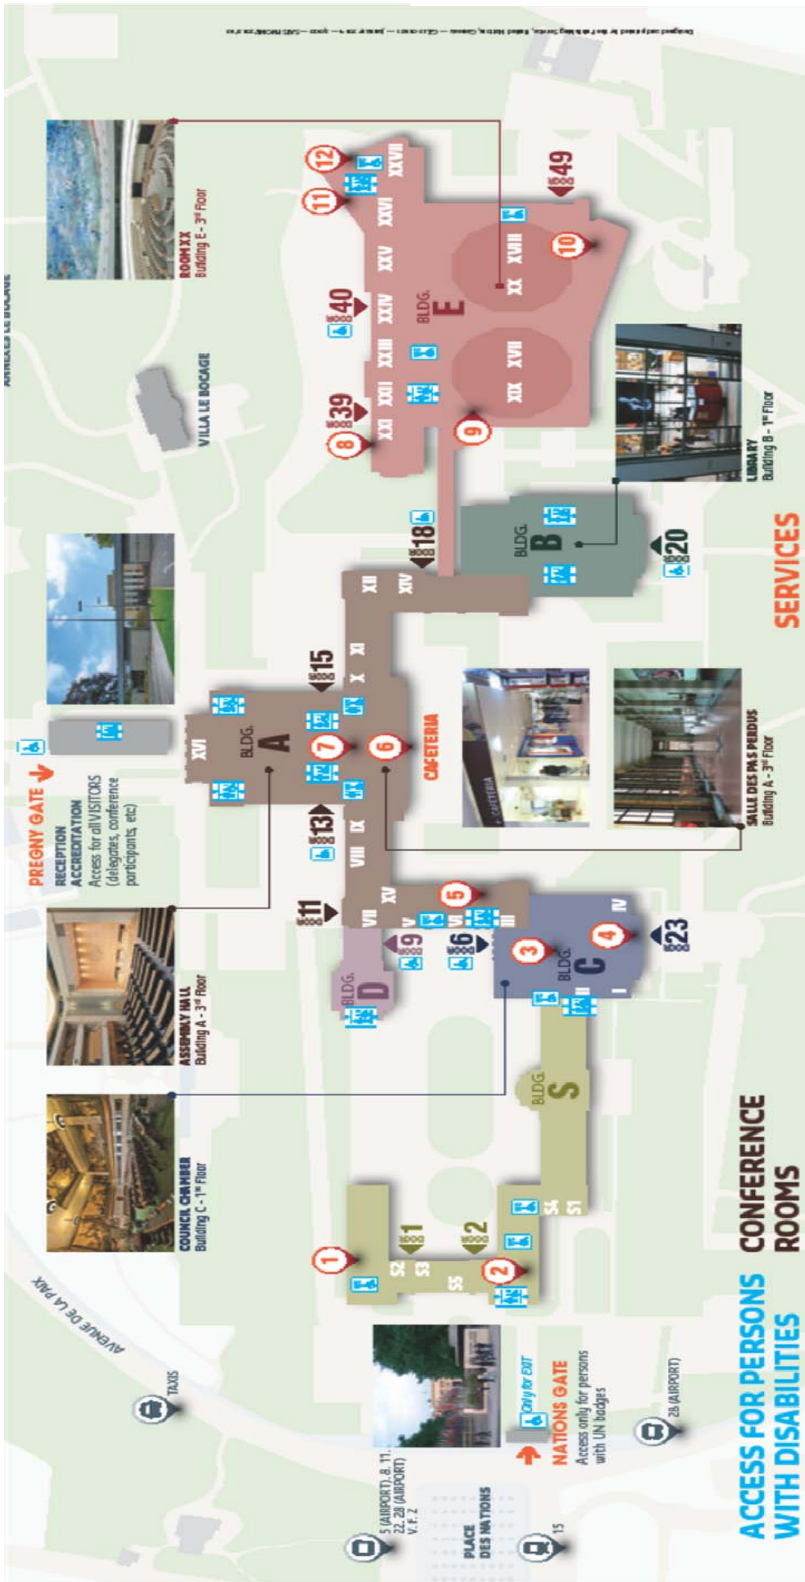 ROOM XX
Building E – 3rd Floor
VILLA LE BOCAGE
PREGNY GATE
RECEPTION
ACCREDITATION
Access for all VISITORS
(delegates, conference
participants, etc)
ASSEMBLY HALL
Building A – 3rd Floor
COUNCIL CHAMBER
Building C – 1st Floor
AVENUE DE LA PAIX
TAXIS
5 (AIRPORT). 8. 11.
22. 28 (AIRPORT)
V. F. Z
PLACE
DES NATIONS
15
Only for EXIT
NATIONS GATE
Access only for persons
with UN badges
28 (AIRPORT)
1
S2
S3
S5
2
S4
S1
1
2
BLDG.
S
BLDG.
D
9
6
11
VII
V
VI
III
XV
5
3
BLDG.
C
4
II
I
IV
23
VIII
IX
13
XVI
BLDG.
A
7
6
CAFETERIA
X
XI
15
XII
XIV
18
CAFETERIA
SALLE DES PAS PERDUS
Building A – 3rd Floor
BLDG.
B
20
LIBRARY
Building B – 1st Floor
8
39
40
XXI
XXII
XXIII
XXIV
XXV
XXVI
XXVII
11
12
BLDG.
E
9
XIX
XVII
XX
XVIII
10
49
SERVICES
CONFERENCE
ROOMS
ACCESS FOR PERSONS
WITH DISABILITIES